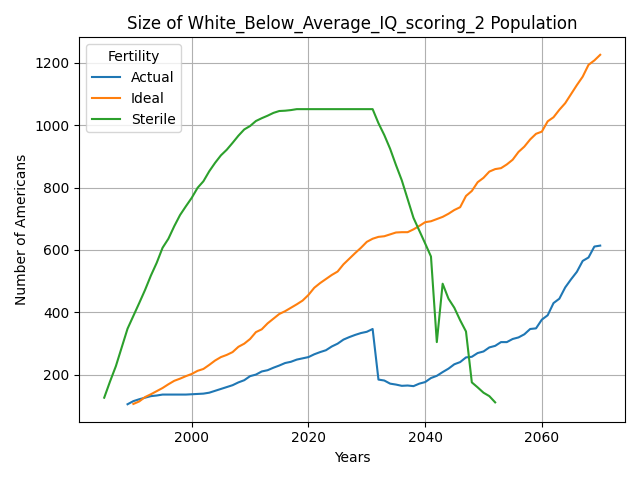 Size of White_Below_Average_IQ_scoring_2 Population
Fertility
Actual
Ideal
Sterile
1200
1000
800
600
400
200
Number of Americans
2000 2020 2040 2060
Years